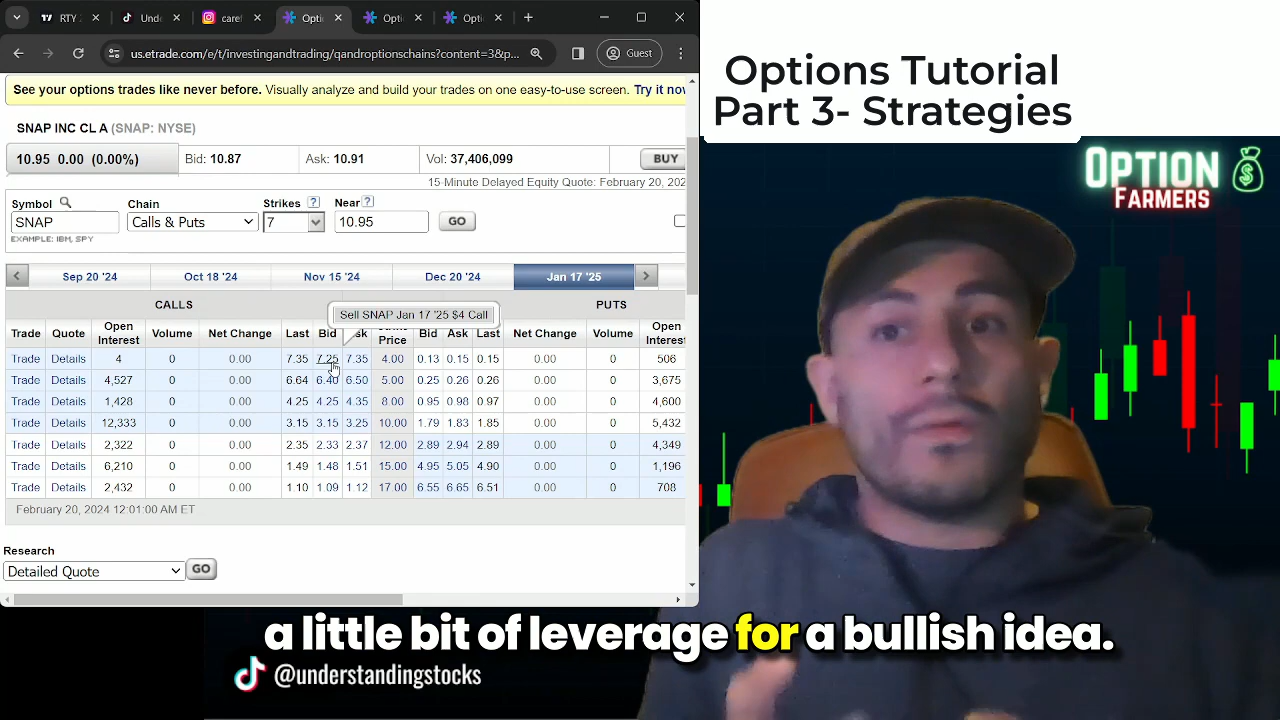 RTY
Und
caref
Opti
Opti
Opti
us.etrade.com/e/t/investingandtrading/qandroptionschains?content=3&p...
Guest
See your options trades like never before. Visually analyze and build your trades on one easy-to-use screen. Try it now
SNAP INC CL A (SNAP: NYSE)
10.95 0.00 (0.00%) Bid: 10.87 Ask: 10.91 Vol: 37,406,099 BUY
15-Minute Delayed Equity Quote: February 20, 202
Symbol Chain Strikes ? Near ?
SNAP Calls & Puts 7 10.95 GO
EXAMPLE: IBM, SPY
Sep 20 '24 Oct 18 '24 Nov 15 '24 Dec 20 '24 Jan 17 '25
CALLS PUTS
Sell SNAP Jan 17 '25 $4 Call
Trade Quote Open Interest Volume Net Change Last Bid sk Price Bid Ask Last Net Change Volume Open Interest
Trade Details 4 0 0.00 7.35 7.25 7.35 4.00 0.13 0.15 0.15 0.00 0 506
Trade Details 4,527 0 0.00 6.64 6.40 6.50 5.00 0.25 0.26 0.26 0.00 0 3,675
Trade Details 1,428 0 0.00 4.25 4.25 4.35 8.00 0.95 0.98 0.97 0.00 0 4,600
Trade Details 12,333 0 0.00 3.15 3.15 3.25 10.00 1.79 1.83 1.85 0.00 0 5,432
Trade Details 2,322 0 0.00 2.35 2.33 2.37 12.00 2.89 2.94 2.89 0.00 0 4,349
Trade Details 6,210 0 0.00 1.49 1.48 1.51 15.00 4.95 5.05 4.90 0.00 0 1,196
Trade Details 2,432 0 0.00 1.10 1.09 1.12 17.00 6.55 6.65 6.51 0.00 0 708
February 20, 2024 12:01:00 AM ET
Research
Detailed Quote GO
Options Tutorial
Part 3- Strategies
OPTION
FARMERS
a little bit of leverage for a bullish idea.
@understandingstocks